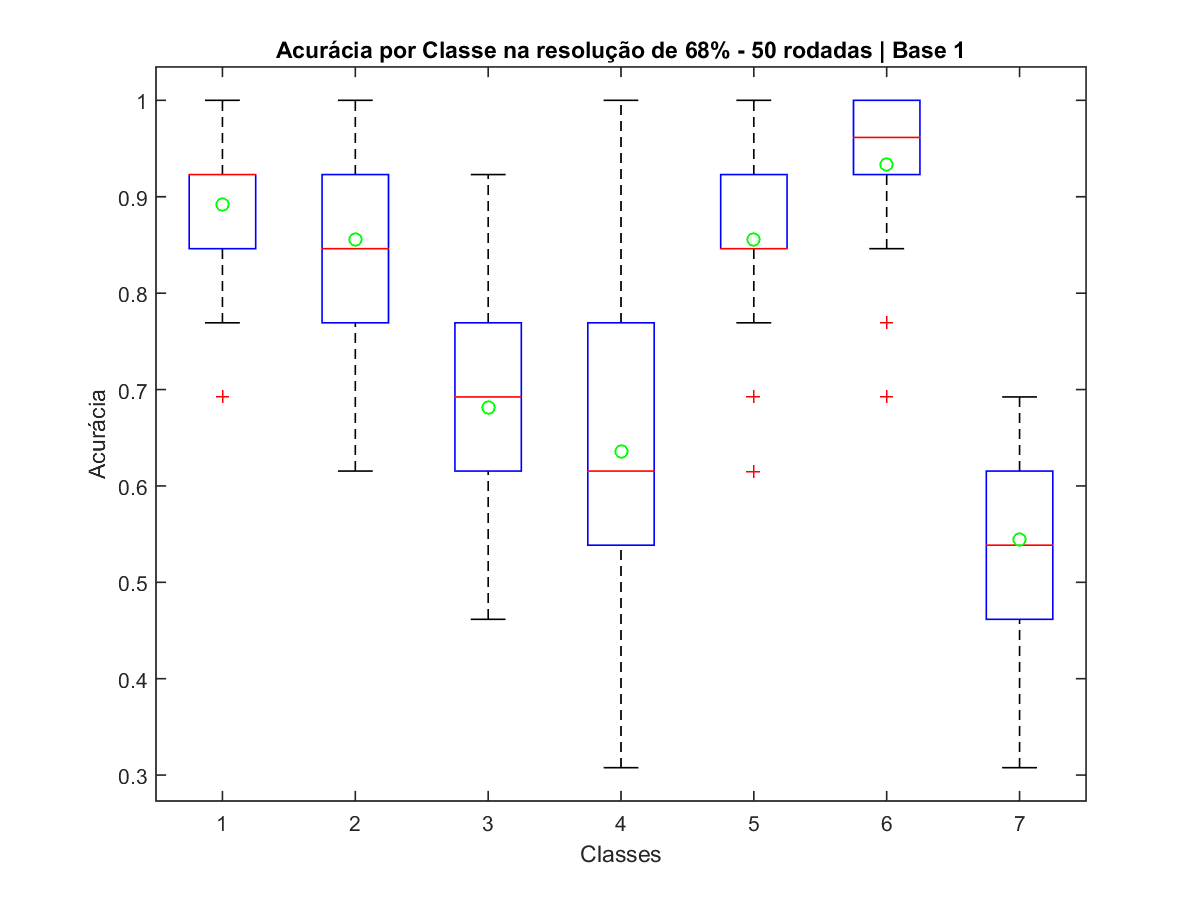 Acurácia por Classe na resolução de 68% - 50 rodadas | Base 1
1
0.9
0.8
0.7
0.6
0.5
0.4
0.3
Acurácia
1 2 3 4 5 6 7
Classes